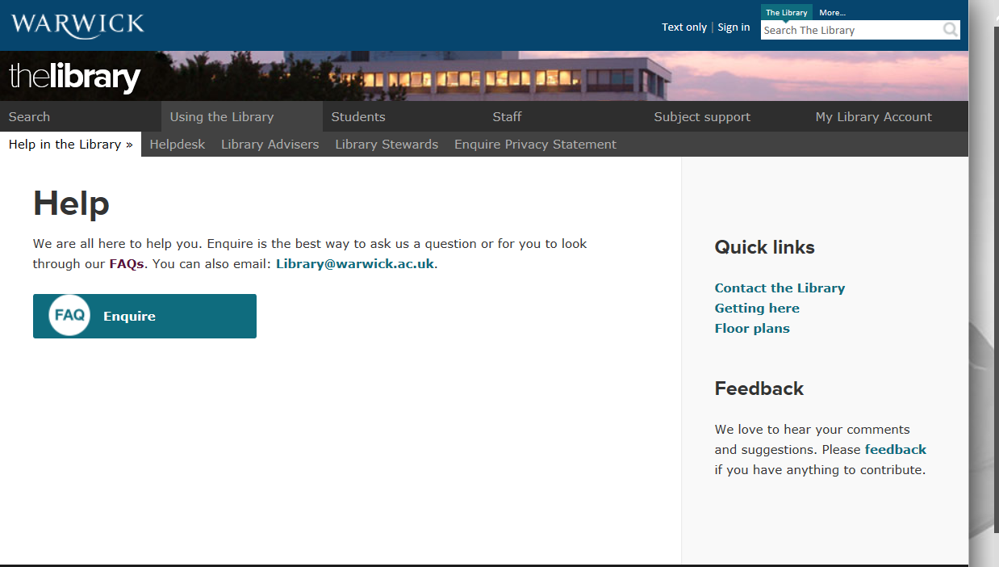 WARWICK
Text only | Sign in
The Library More...
Search The Library
thelibrary
Search Using the Library Students Staff Subject support My Library Account
Help in the Library » Helpdesk Library Advisers Library Stewards Enquire Privacy Statement
Help
We are all here to help you. Enquire is the best way to ask us a question or for you to look
through our FAQs. You can also email: Library@warwick.ac.uk.
FAQ Enquire
Quick links
Contact the Library
Getting here
Floor plans
Feedback
We love to hear your comments
and suggestions. Please feedback
if you have anything to contribute.